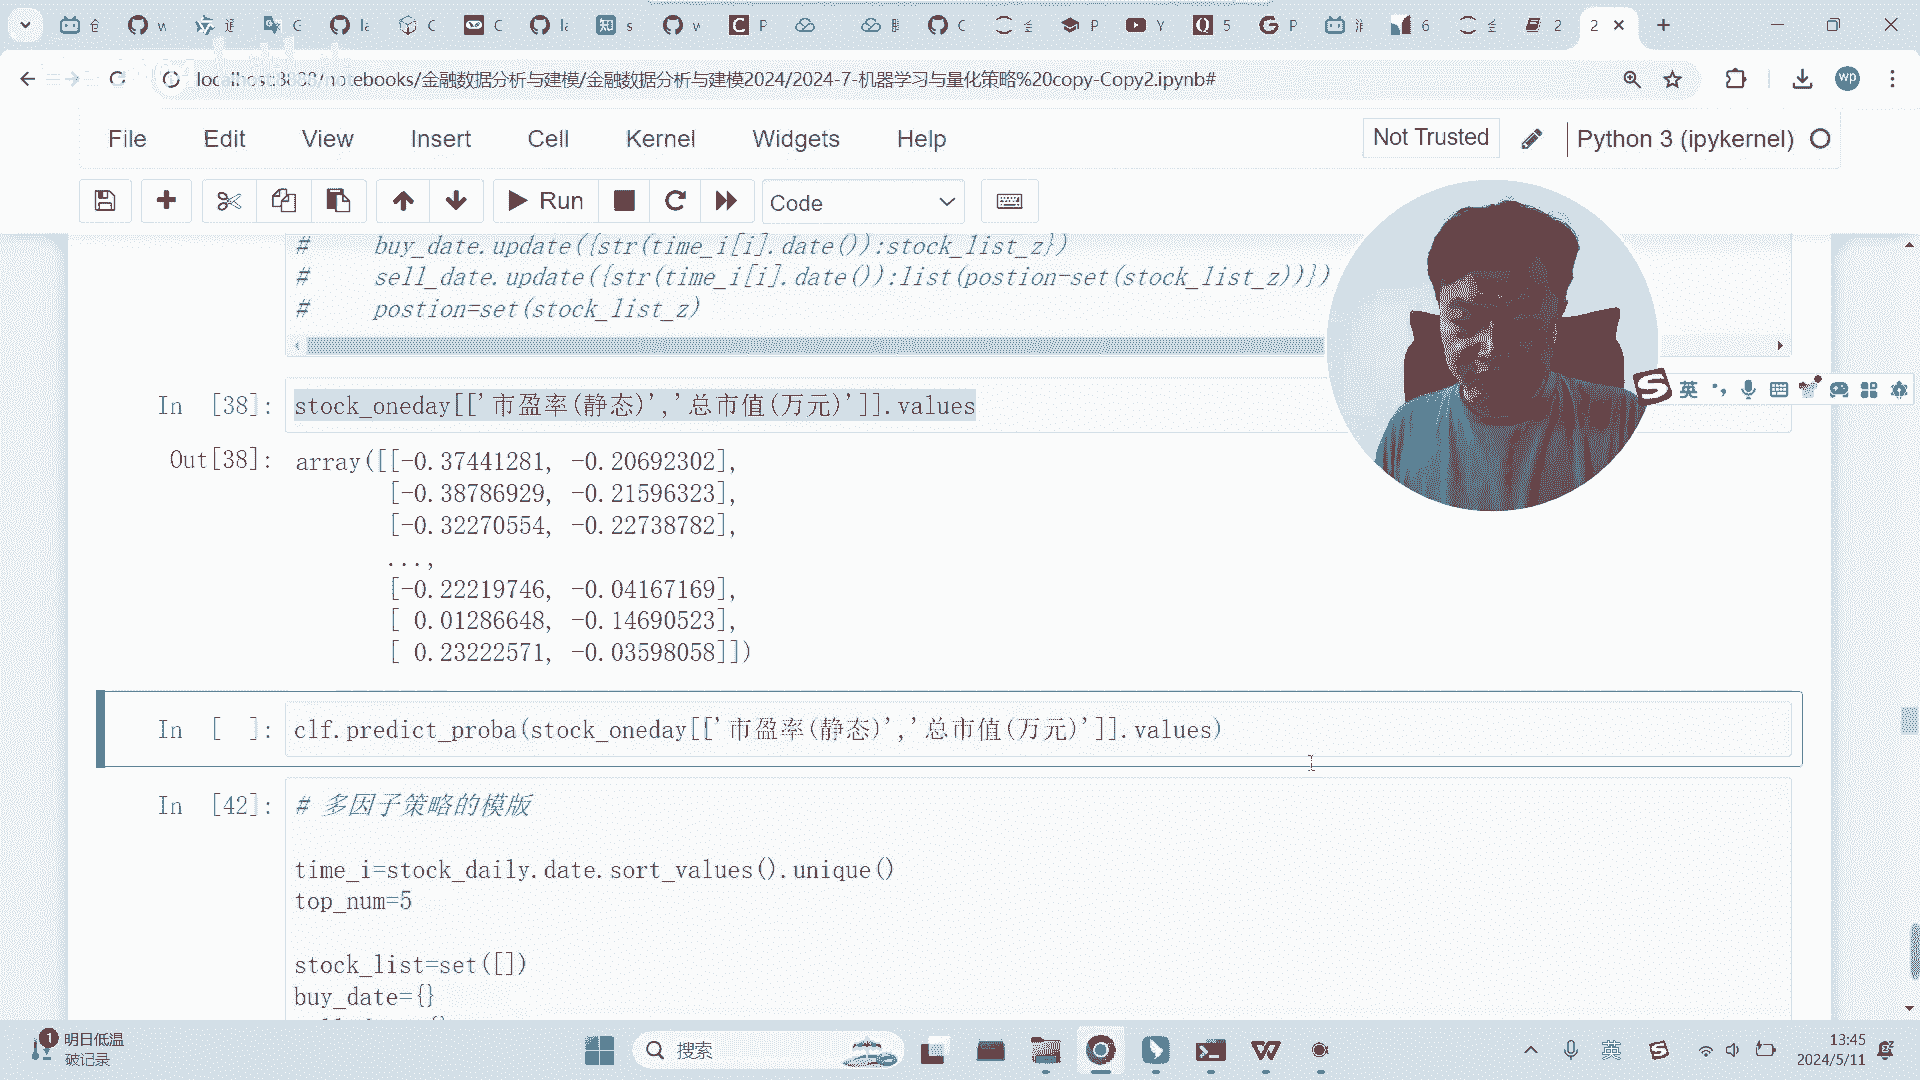 localhost:8888/notebooks/金融数据分析与建模/金融数据分析与建模2024/2024-7-机器学习与量化策略%20copy-Copy2.ipynb#
wp
File Edit View Insert Cell Kernel Widgets Help
Not Trusted
Python 3 (ipykernel)
Run
Code
# buy_date.update({str(time_i[i].date()):stock_list_z})
# sell_date.update({str(time_i[i].date()):list(postion-set(stock_list_z))})
# postion=set(stock_list_z)
In [38]: stock_oneday[['市盈率(静态)','总市值(万元)']].values
英
Out[38]: array([[-0.37441281, -0.20692302],
[-0.38786929, -0.21596323],
[-0.32270554, -0.22738782],
...,
[-0.22219746, -0.04167169],
[ 0.01286648, -0.14690523],
[ 0.23222571, -0.03598058]])
In [ ]: clf.predict_proba(stock_oneday[['市盈率(静态)','总市值(万元)']].values)
In [42]: # 多因子策略的模版
time_i=stock_daily.date.sort_values().unique()
top_num=5
stock_list=set([])
buy_date={}
1
明日低温
破记录
搜索
英
13:45
2024/5/11